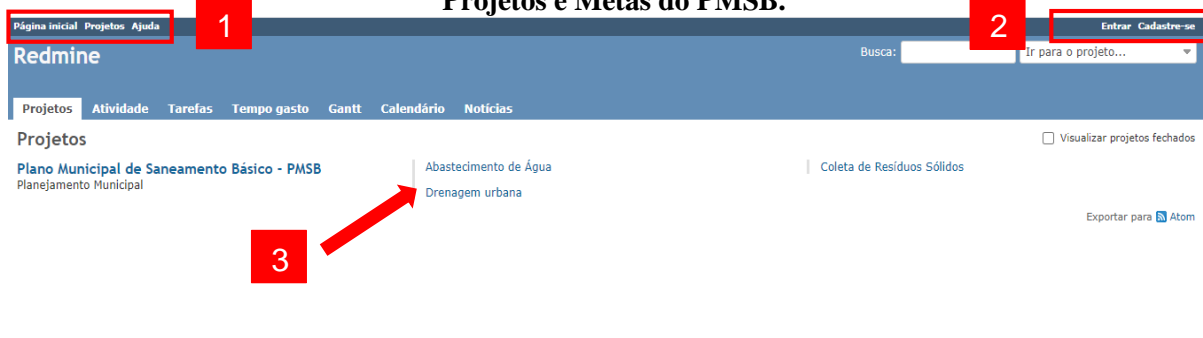 Projetos e Metas do PMSB.
Página inicial Projetos Ajuda 1 2 Entrar Cadastre-se
Redmine Busca: Ir para o projeto...
Projetos Atividade Tarefas Tempo gasto Gantt Calendário Notícias
Projetos Visualizar projetos fechados
Plano Municipal de Saneamento Básico - PMSB Abastecimento de Água Coleta de Resíduos Sólidos
Planejamento Municipal
Drenagem urbana
Exportar para Atom
3